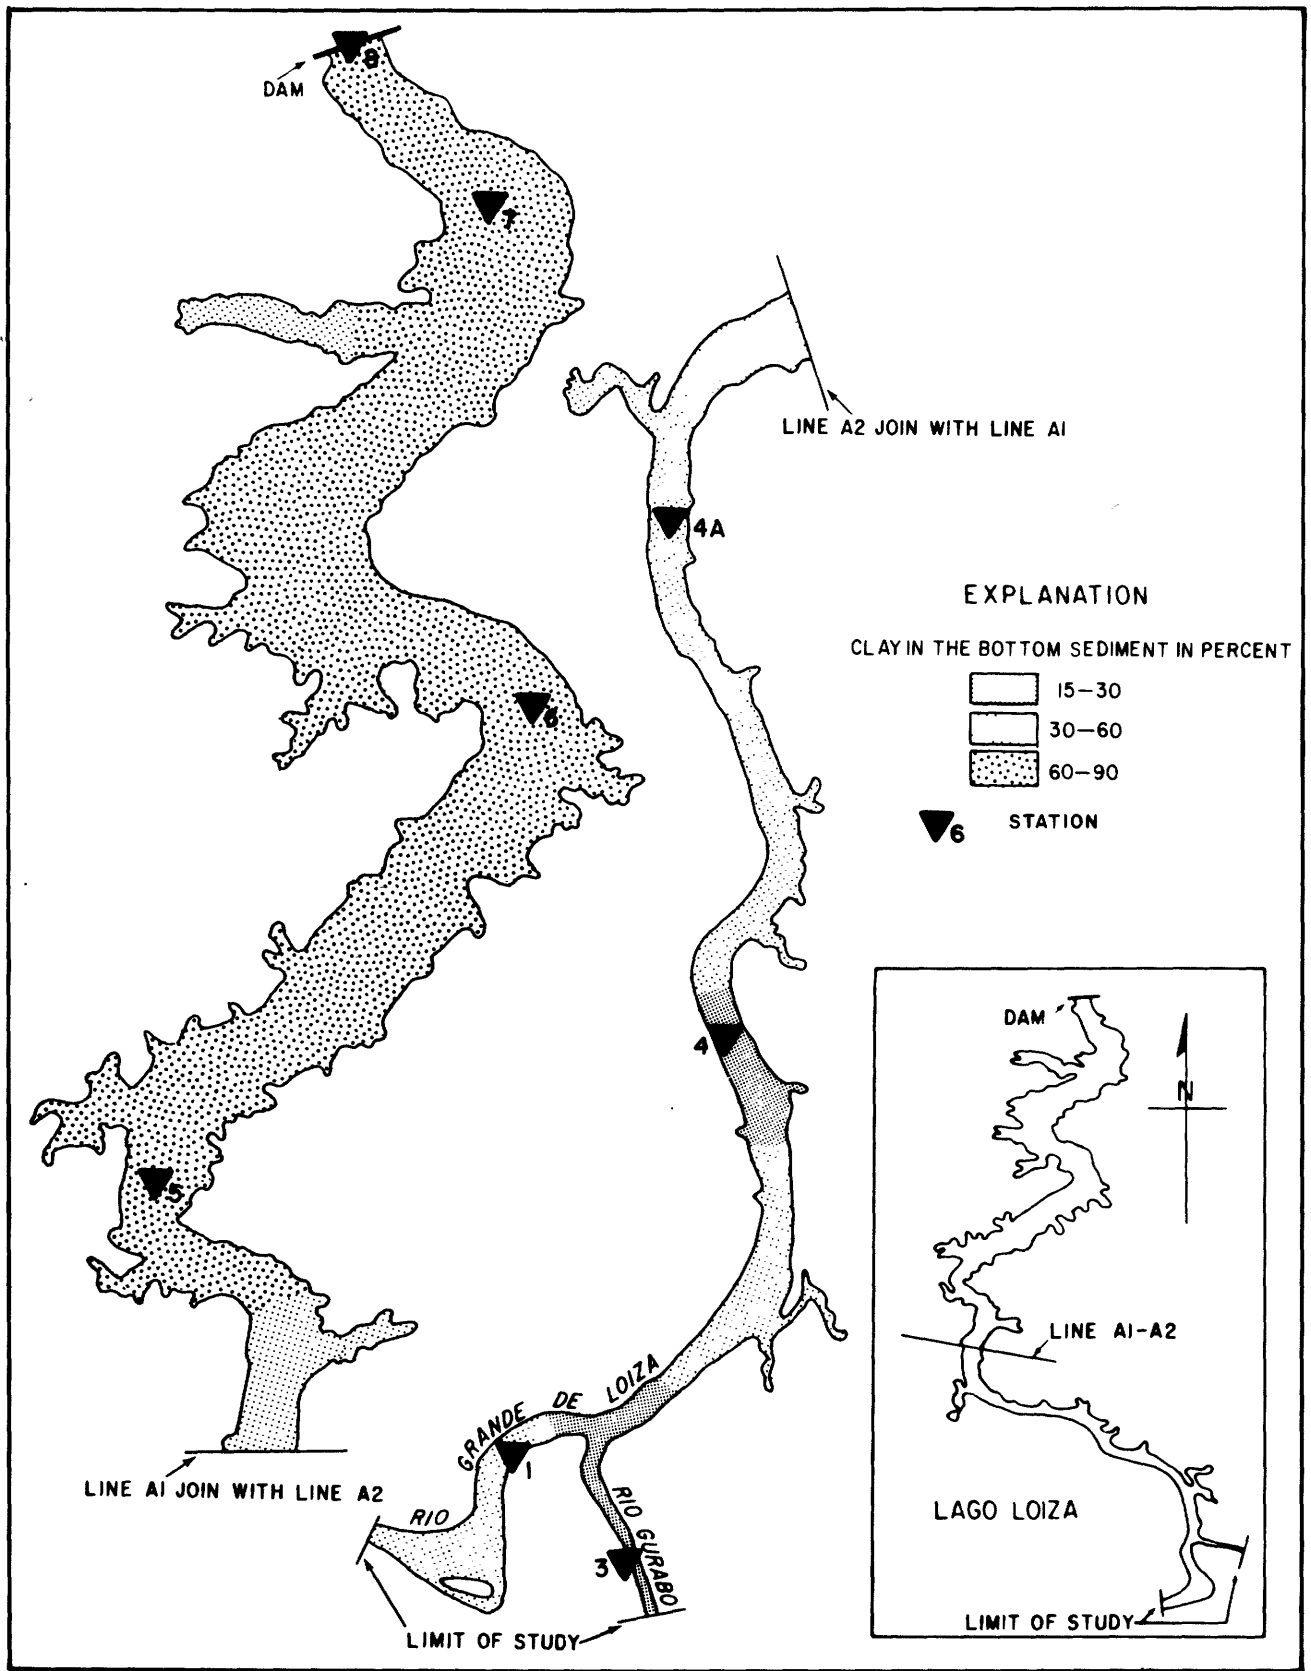 8
DAM
7
LINE A2 JOIN WITH LINE A1
4A
EXPLANATION
CLAY IN THE BOTTOM SEDIMENT IN PERCENT
15–30
30–60
60–90
6 STATION
6
4
5
DAM
N
LINE A1-A2
LAGO LOIZA
LIMIT OF STUDY
RIO GRANDE DE LOIZA
1
LINE A1 JOIN WITH LINE A2
RIO GURABO
3
LIMIT OF STUDY